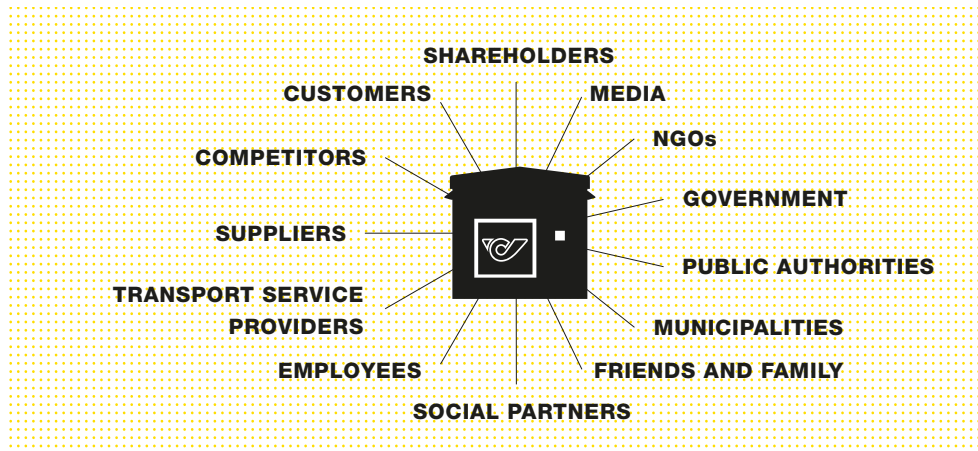 SHAREHOLDERS
CUSTOMERS
MEDIA
NGOs
COMPETITORS
GOVERNMENT
SUPPLIERS
PUBLIC AUTHORITIES
TRANSPORT SERVICE
PROVIDERS
MUNICIPALITIES
EMPLOYEES
FRIENDS AND FAMILY
SOCIAL PARTNERS